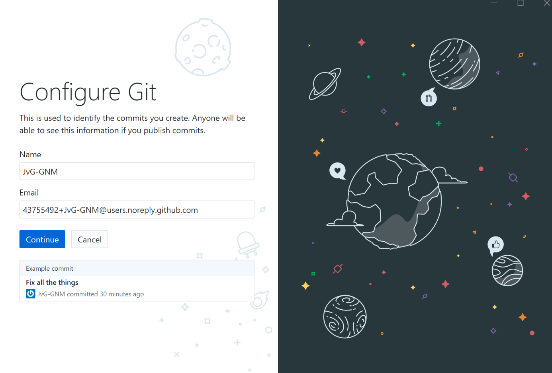 Configure Git
This is used to identify the commits you create. Anyone will be
able to see this information if you publish commits.
Name
JvG-GNM
Email
43755492+JvG-GNM@users.noreply.github.com
Continue
Cancel
Example commit
Fix all the things
JvG-GNM committed 30 minutes ago